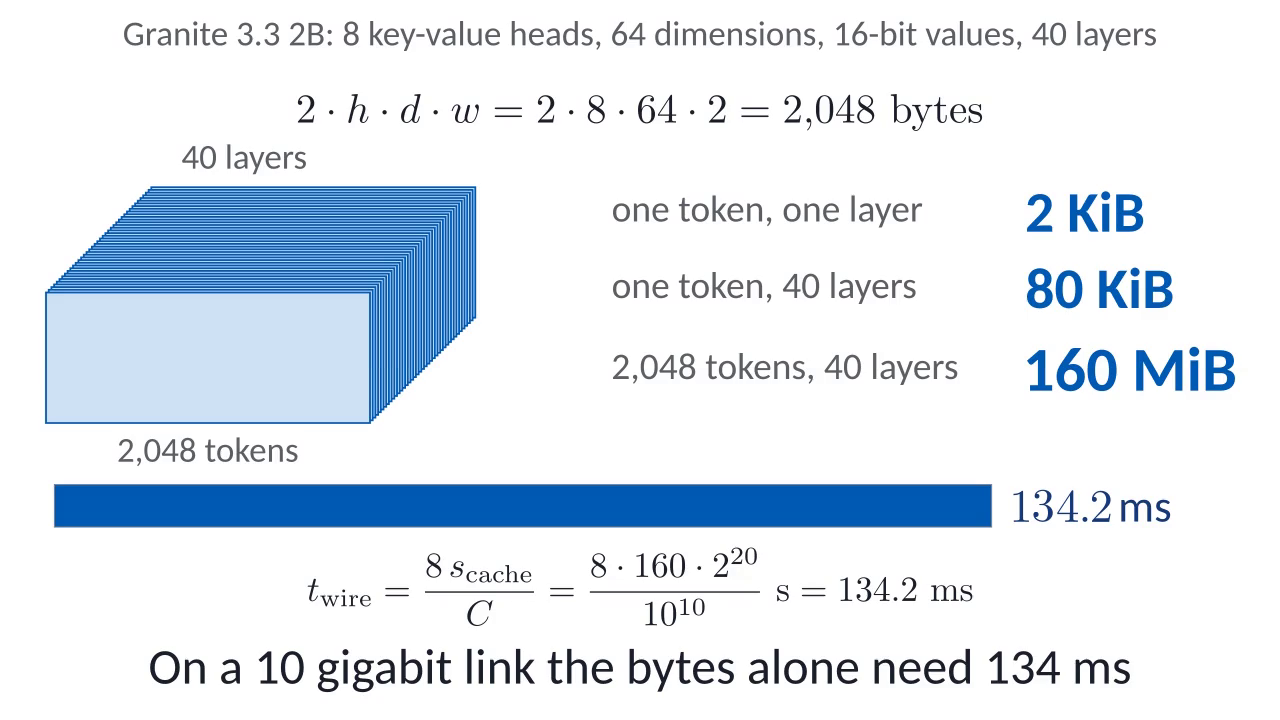 Granite 3.3 2B: 8 key-value heads, 64 dimensions, 16-bit values, 40 layers
2 · h · d · w = 2 · 8 · 64 · 2 = 2,048 bytes
40 layers
one token, one layer 2 KiB
one token, 40 layers 80 KiB
2,048 tokens, 40 layers 160 MiB
2,048 tokens
134.2 ms
t_wire = 8 s_cache / C = 8 · 160 · 2^20 / 10^10 s = 134.2 ms
On a 10 gigabit link the bytes alone need 134 ms